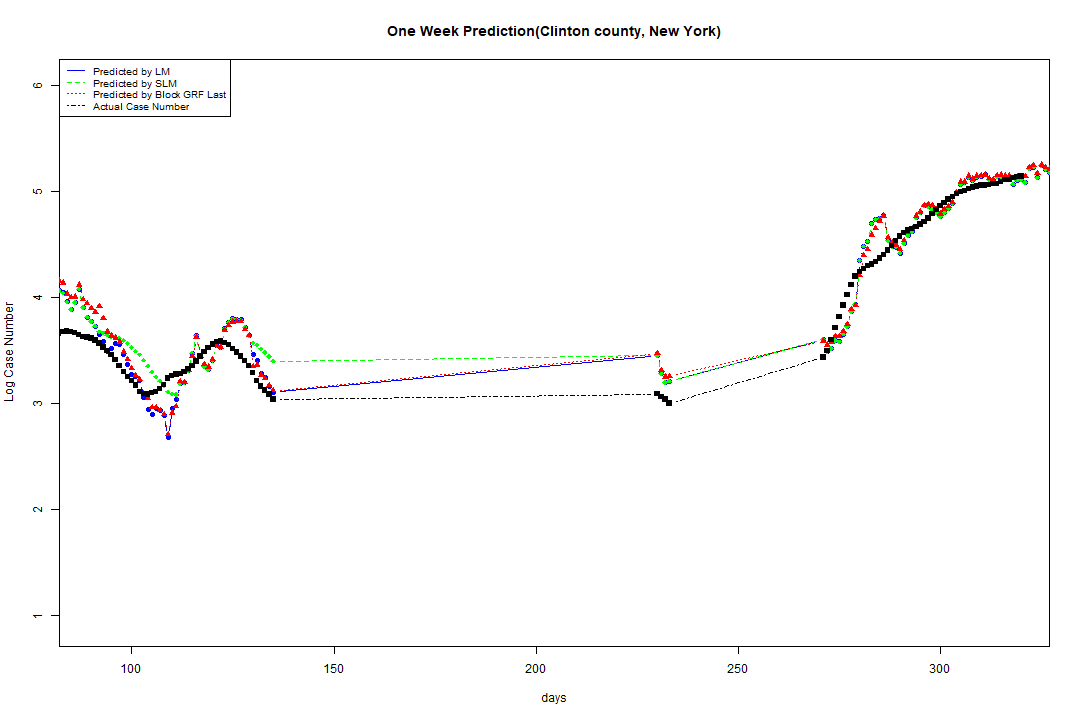 One Week Prediction(Clinton county, New York)
Predicted by LM
Predicted by SLM
Predicted by Block GRF Last
Actual Case Number
Log Case Number
6
5
4
3
2
1
100 150 200 250 300
days